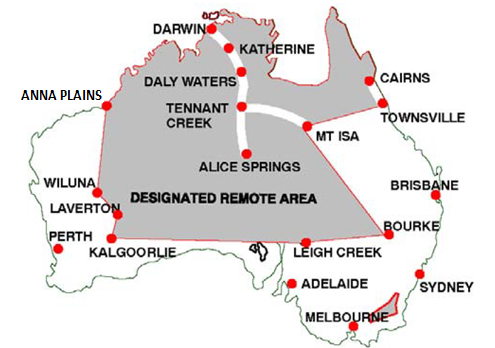 DARWIN
KATHERINE
DALY WATERS
CAIRNS
ANNA PLAINS
TENNANT
CREEK
TOWNSVILLE
MT ISA
ALICE SPRINGS
WILUNA
BRISBANE
DESIGNATED REMOTE AREA
LAVERTON
BOURKE
PERTH
KALGOORLIE
LEIGH CREEK
ADELAIDE
SYDNEY
MELBOURNE